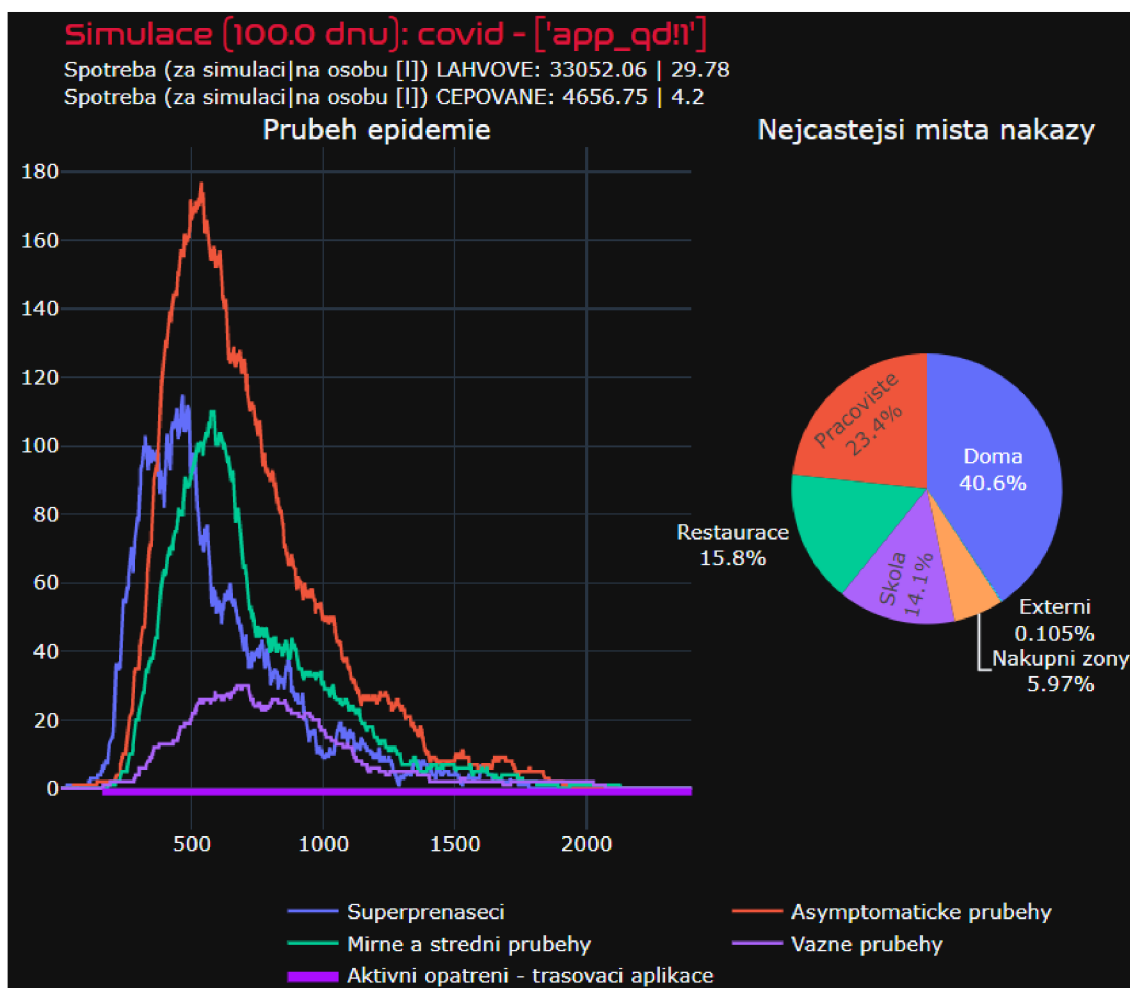 Simulace (100.0 dnu): covid - ['app_qd!1']
Spotreba (za simulaci|na osobu [l]) LAHVOVE: 33052.06 | 29.78
Spotreba (za simulaci|na osobu [l]) CEPOVANE: 4656.75 | 4.2
Prubeh epidemie
180
160
140
120
100
80
60
40
20
0
500 1000 1500 2000
Nejcastejsi mista nakazy
Pracoviste
23.4%
Doma
40.6%
Restaurace
15.8%
Skola
14.1%
Externi
0.105%
Nakupni zony
5.97%
Superprenaseci
Asymptomaticke prubehy
Mirne a stredni prubehy
Vazne prubehy
Aktivni opatreni - trasovaci aplikace